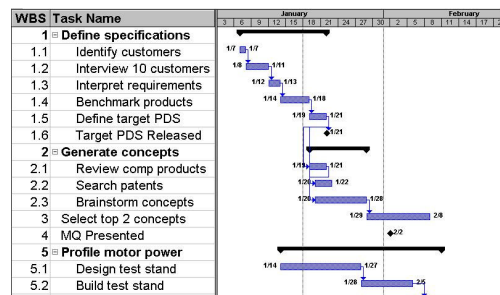 January February
WBS Task Name 3 6 9 12 15 18 21 24 27 30 2 5 8 11 14 17
1 Define specifications
1.1 Identify customers 1/7 1/7
1.2 Interview 10 customers 1/8 1/11
1.3 Interpret requirements 1/12 1/13
1.4 Benchmark products 1/14 1/18
1.5 Define target PDS 1/19 1/21
1.6 Target PDS Released 1/21
2 Generate concepts
2.1 Review comp products 1/19 1/21
2.2 Search patents 1/20 1/22
2.3 Brainstorm concepts 1/20 1/28
3 Select top 2 concepts 1/29 2/8
4 MQ Presented 2/2
5 Profile motor power
5.1 Design test stand 1/14 1/27
5.2 Build test stand 1/28 2/5